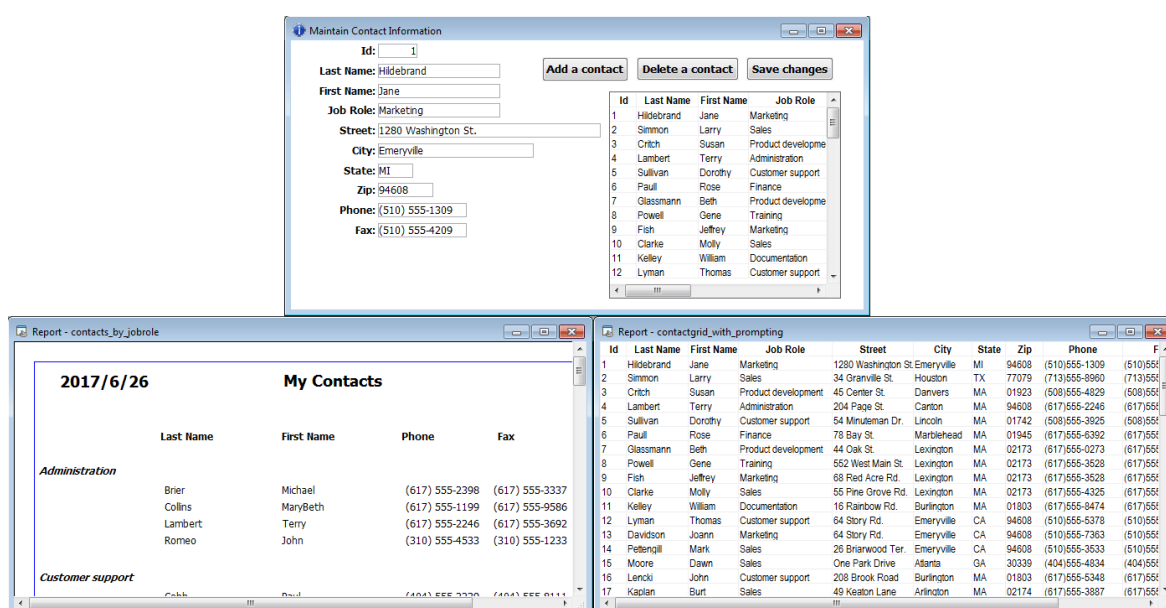 Maintain Contact Information
Id: 1
Last Name: Hildebrand
First Name: Jane
Job Role: Marketing
Street: 1280 Washington St.
City: Emeryville
State: MI
Zip: 94608
Phone: (510) 555-1309
Fax: (510) 555-4209
Add a contact Delete a contact Save changes
Id Last Name First Name Job Role
1 Hildebrand Jane Marketing
2 Simmon Larry Sales
3 Critch Susan Product developme
4 Lambert Terry Administration
5 Sullivan Dorothy Customer support
6 Paull Rose Finance
7 Glassmann Beth Product developme
8 Powell Gene Training
9 Fish Jeffrey Marketing
10 Clarke Molly Sales
11 Kelley William Documentation
12 Lyman Thomas Customer support
Report - contacts_by_jobrole
2017/6/26 My Contacts
Last Name First Name Phone Fax
Administration
Brier Michael (617) 555-2398 (617) 555-3337
Collins MaryBeth (617) 555-1199 (617) 555-9586
Lambert Terry (617) 555-2246 (617) 555-3692
Romeo John (310) 555-4533 (310) 555-1233
Customer support
Report - contactgrid_with_prompting
Id Last Name First Name Job Role Street City State Zip Phone F
1 Hildebrand Jane Marketing 1280 Washington St. Emeryville MI 94608 (510)555-1309 (510)555
2 Simmon Larry Sales 34 Granville St. Houston TX 77079 (713)555-8960 (713)555
3 Critch Susan Product development 45 Center St. Danvers MA 01923 (508)555-4829 (508)555
4 Lambert Terry Administration 204 Page St. Canton MA 94608 (617)555-2246 (617)555
5 Sullivan Dorothy Customer support 54 Minuteman Dr. Lincoln MA 01742 (508)555-3925 (508)555
6 Paull Rose Finance 78 Bay St. Marblehead MA 01945 (617)555-6392 (617)555
7 Glassmann Beth Product development 44 Oak St. Lexington MA 02173 (617)555-0273 (617)555
8 Powell Gene Training 552 West Main St. Lexington MA 02173 (617)555-3528 (617)555
9 Fish Jeffrey Marketing 68 Red Acre Rd. Lexington MA 02173 (617)555-3528 (617)555
10 Clarke Molly Sales 55 Pine Grove Rd. Lexington MA 02173 (617)555-4325 (617)555
11 Kelley William Documentation 16 Rainbow Rd. Burlington MA 01803 (617)555-8474 (617)555
12 Lyman Thomas Customer support 64 Story Rd. Emeryville CA 94608 (510)555-5378 (510)555
13 Davidson Joann Marketing 64 Story Rd. Emeryville CA 94608 (510)555-7363 (510)555
14 Pettengill Mark Sales 26 Briarwood Ter. Emeryville CA 94608 (510)555-3533 (510)555
15 Moore Dawn Sales One Park Drive Atlanta GA 30339 (404)555-4834 (404)555
16 Lencki John Customer support 208 Brook Road Burlington MA 01803 (617)555-5348 (617)555
17 Kaplan Burt Sales 49 Keaton Lane Arlington MA 02174 (617)555-3887 (617)555